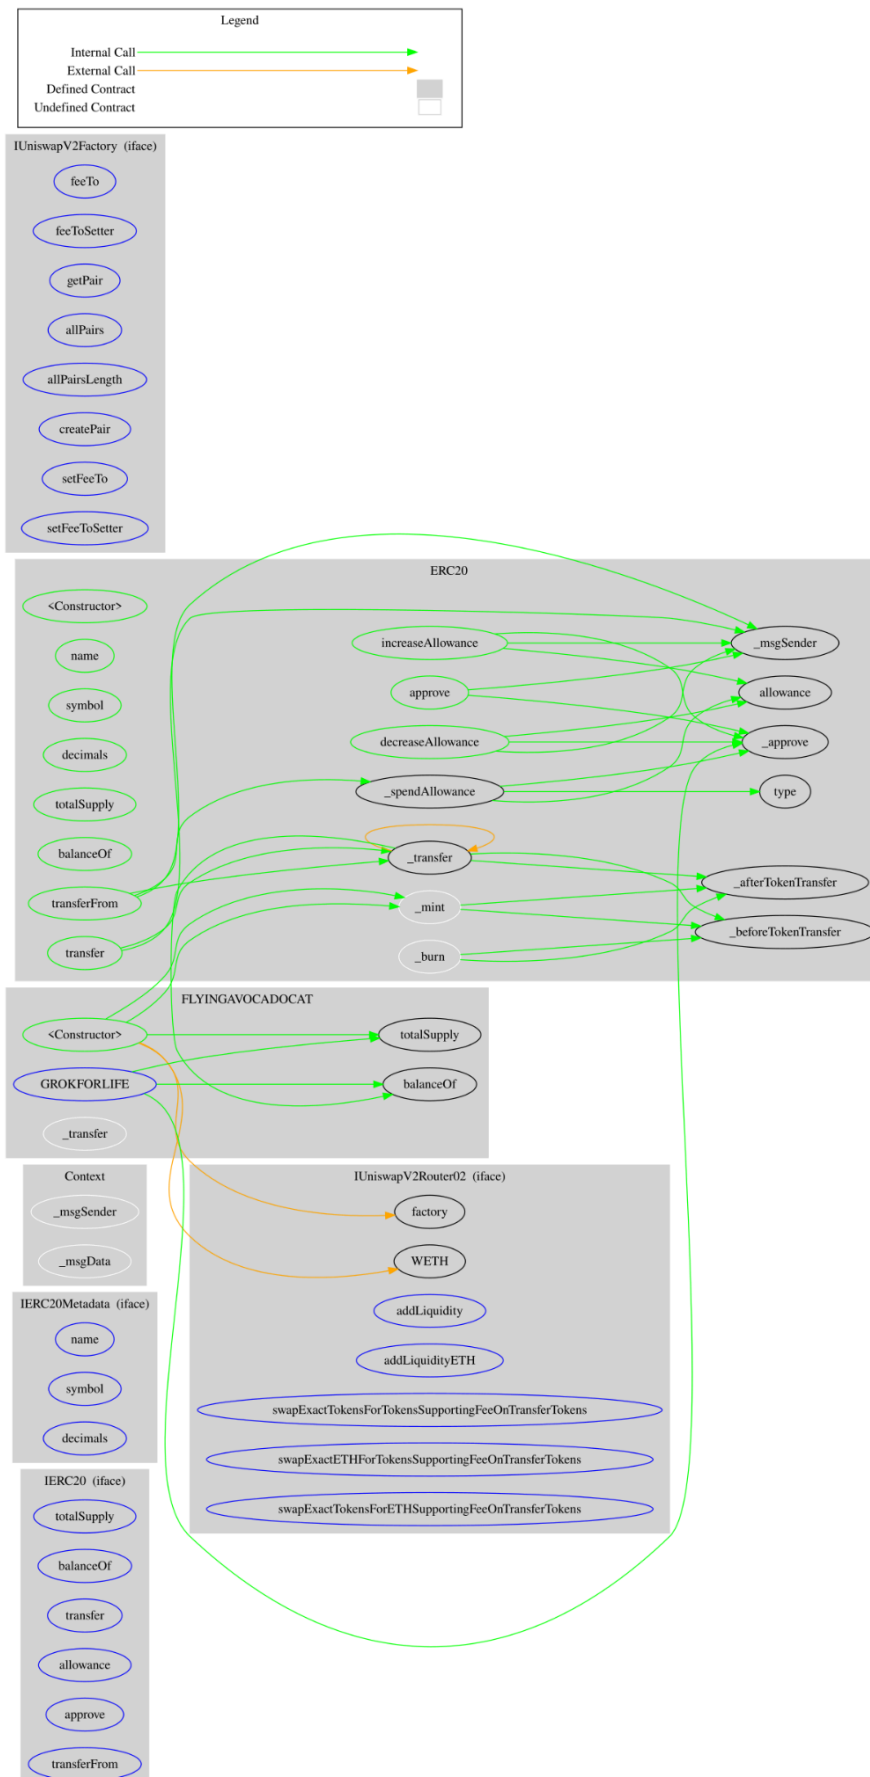 Legend
Internal Call
External Call
Defined Contract
Undefined Contract
IUniswapV2Factory (iface)
feeTo
feeToSetter
getPair
allPairs
allPairsLength
createPair
setFeeTo
setFeeToSetter
ERC20
<Constructor>
name
symbol
decimals
totalSupply
balanceOf
transferFrom
transfer
increaseAllowance
approve
decreaseAllowance
_spendAllowance
_transfer
_mint
_burn
_msgSender
allowance
_approve
type
_afterTokenTransfer
_beforeTokenTransfer
FLYINGAVOCADOCAT
<Constructor>
GROKFORLIFE
_transfer
totalSupply
balanceOf
Context
_msgSender
_msgData
IUniswapV2Router02 (iface)
factory
WETH
addLiquidity
addLiquidityETH
swapExactTokensForTokensSupportingFeeOnTransferTokens
swapExactETHForTokensSupportingFeeOnTransferTokens
swapExactTokensForETHSupportingFeeOnTransferTokens
IERC20Metadata (iface)
name
symbol
decimals
IERC20 (iface)
totalSupply
balanceOf
transfer
allowance
approve
transferFrom